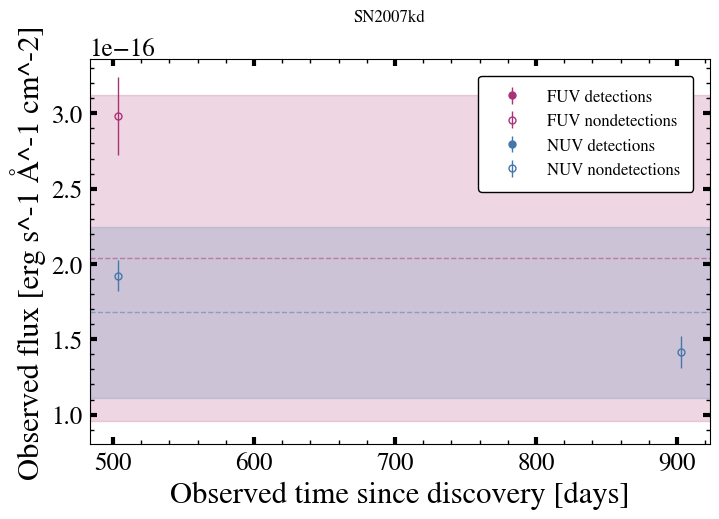 SN2007kd
1e−16
3.0
2.5
2.0
1.5
1.0
Observed flux [erg s^-1 Å^-1 cm^-2]
FUV detections
FUV nondetections
NUV detections
NUV nondetections
500
600
700
800
900
Observed time since discovery [days]